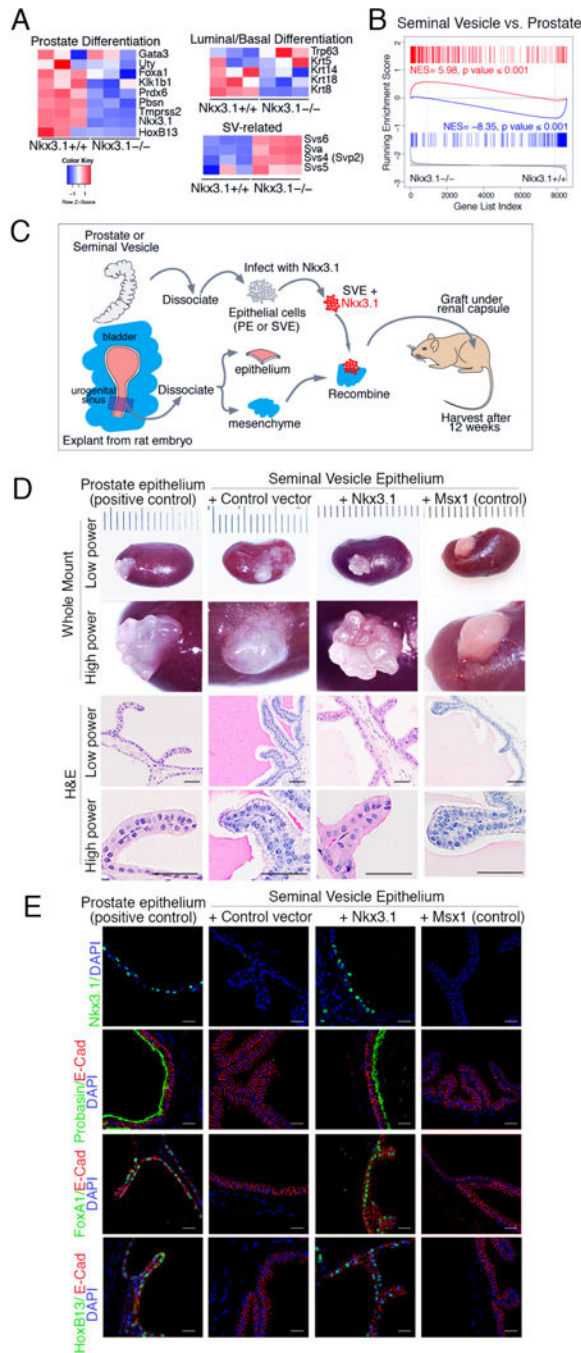 A
Prostate Differentiation
Gata3
Uty
Foxa1
Klk1b1
Prdx6
Pbsn
Tmprss2
Nkx3.1
HoxB13
Nkx3.1+/+ Nkx3.1−/−
Color Key
-1 1
Row Z-Score
Luminal/Basal Differentiation
Trp63
Krt5
Krt14
Krt18
Krt8
Nkx3.1+/+ Nkx3.1−/−
SV-related
Svs6
Sva
Svs4 (Svp2)
Svs5
Nkx3.1+/+ Nkx3.1−/−
B
Seminal Vesicle vs. Prostate
Running Enrichment Score
2
1
0
-1
-2
-3
NES= 5.98, p value ≤ 0.001
NES= −8.35, p value ≤ 0.001
Nkx3.1−/− Nkx3.1+/+
0 2000 4000 6000 8000
Gene List Index
C
Prostate or
Seminal Vesicle
Dissociate
Infect with Nkx3.1
Epithelial cells
(PE or SVE)
SVE +
Nkx3.1
Graft under
renal capsule
bladder
urogenital
sinus
Explant from rat embryo
Dissociate
epithelium
mesenchyme
Recombine
Harvest after
12 weeks
D
Prostate epithelium
(positive control)
Seminal Vesicle Epithelium
+ Control vector + Nkx3.1 + Msx1 (control)
Whole Mount
Low power
High power
H&E
Low power
High power
E
Prostate epithelium
(positive control)
Seminal Vesicle Epithelium
+ Control vector + Nkx3.1 + Msx1 (control)
Nkx3.1/DAPI
Probasin/E-Cad
DAPI
FoxA1/E-Cad
DAPI
HoxB13/E-Cad
DAPI